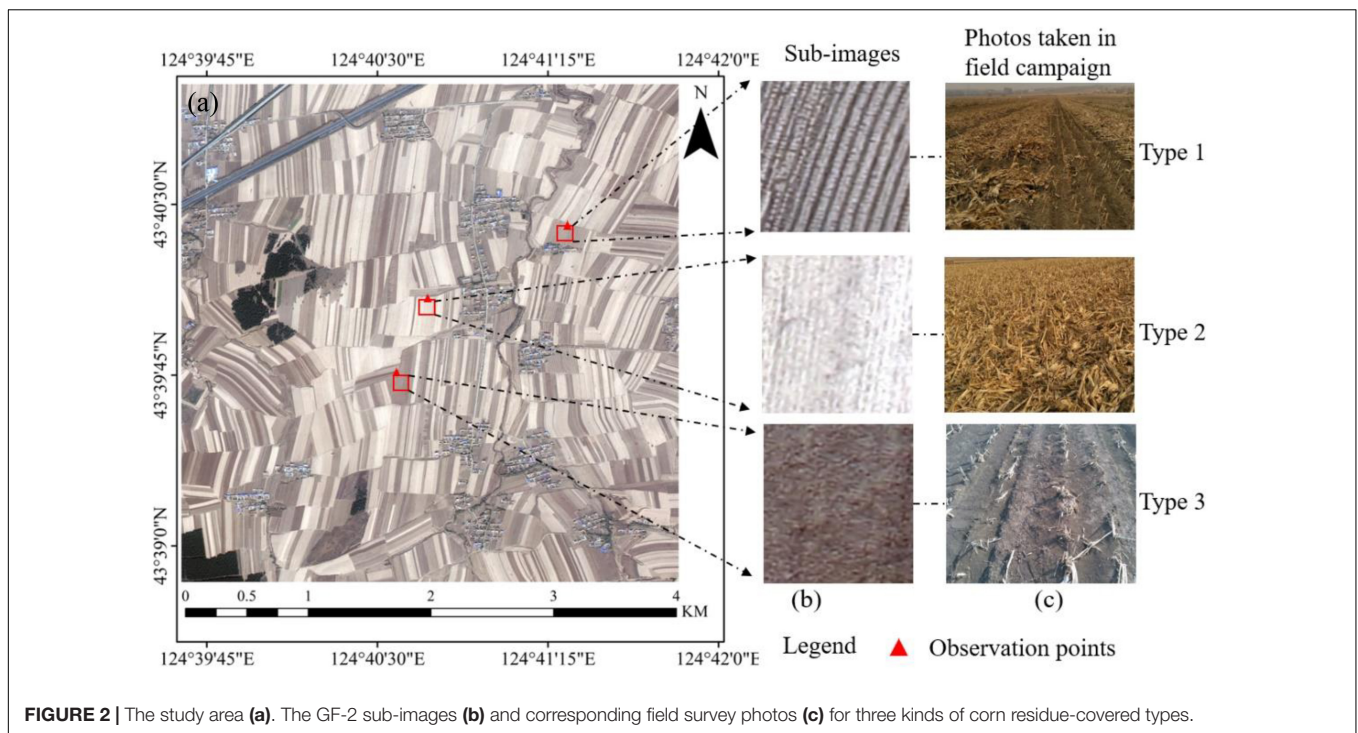 124°39'45"E 124°40'30"E 124°41'15"E 124°42'0"E
Sub-images
Photos taken in
field campaign
(a)
N
43°40'30"N
43°39'45"N
43°39'0"N
Type 1
Type 2
Type 3
0 0.5 1 2 3 4
KM
124°39'45"E 124°40'30"E 124°41'15"E 124°42'0"E
(b) (c)
Legend Observation points
FIGURE 2 | The study area (a). The GF-2 sub-images (b) and corresponding field survey photos (c) for three kinds of corn residue-covered types.